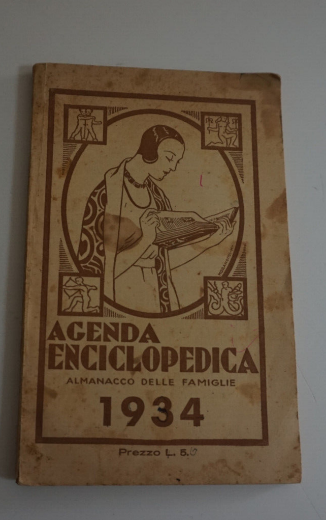 AGENDA
ENCICLOPEDICA
ALMANACCO DELLE FAMIGLIE
1934
Prezzo L. 5.